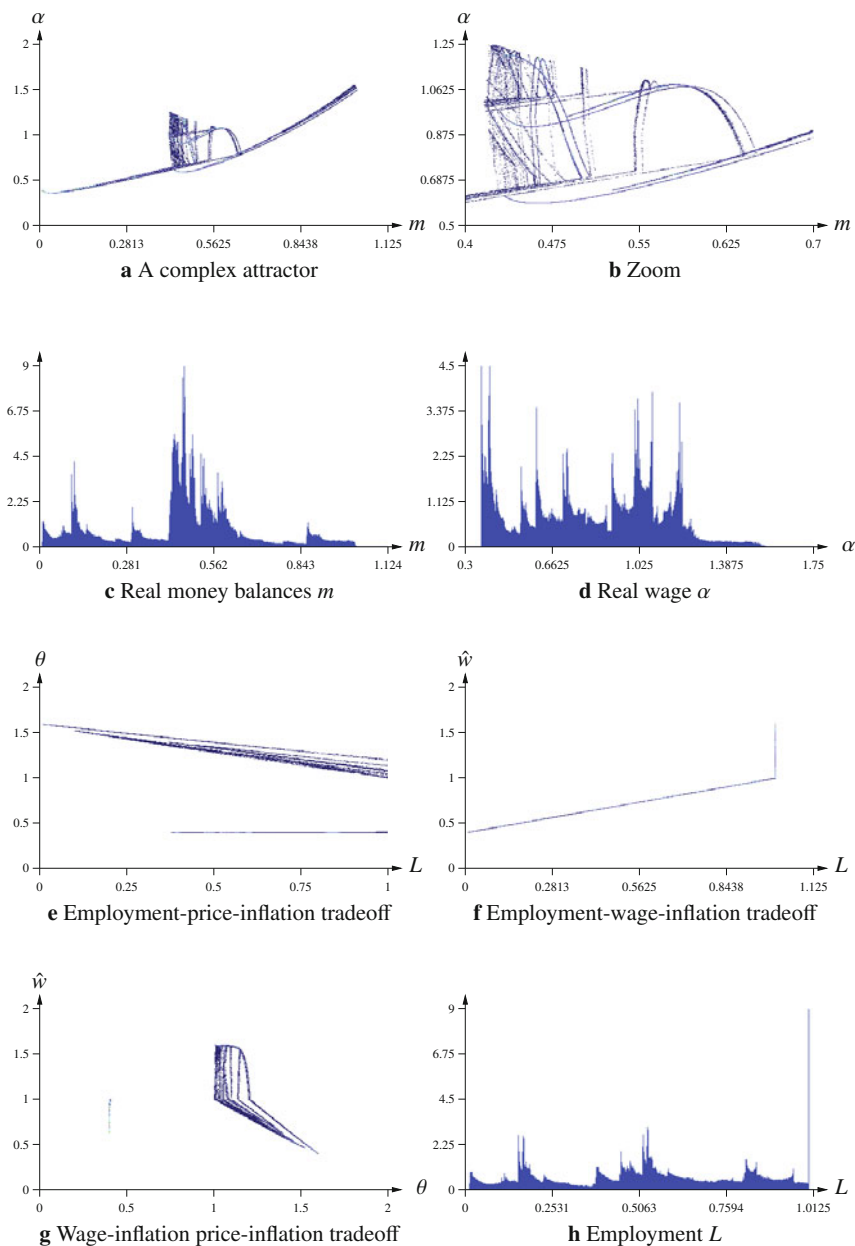 α
2
1.5
1
0.5
0
0 0.2813 0.5625 0.8438 1.125
m
a A complex attractor
α
1.25
1.0625
0.875
0.6875
0.5
0.4 0.475 0.55 0.625 0.7
m
b Zoom
9
6.75
4.5
2.25
0
0 0.281 0.562 0.843 1.124
m
c Real money balances m
4.5
3.375
2.25
1.125
0
0.3 0.6625 1.025 1.3875 1.75
α
d Real wage α
θ
2
1.5
1
0.5
0
0 0.25 0.5 0.75 1
L
e Employment-price-inflation tradeoff
ŵ
2
1.5
1
0.5
0
0 0.2813 0.5625 0.8438 1.125
L
f Employment-wage-inflation tradeoff
ŵ
2
1.5
1
0.5
0
0 0.5 1 1.5 2
θ
g Wage-inflation price-inflation tradeoff
9
6.75
4.5
2.25
0
0 0.2531 0.5063 0.7594 1.0125
L
h Employment L